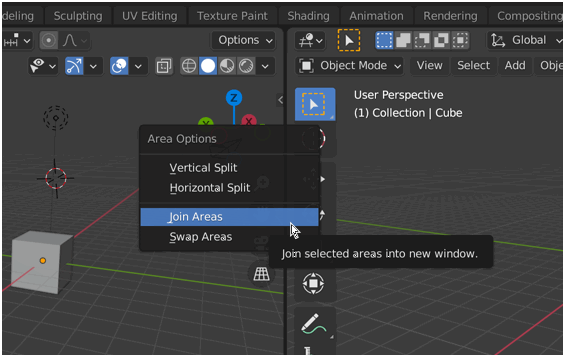 deling Sculpting UV Editing Texture Paint Shading Animation Rendering Compositing
Options Global
Object Mode View Select Add Obje
Z
Y X
User Perspective
(1) Collection | Cube
Area Options
Vertical Split
Horizontal Split
Join Areas
Swap Areas
Join selected areas into new window.